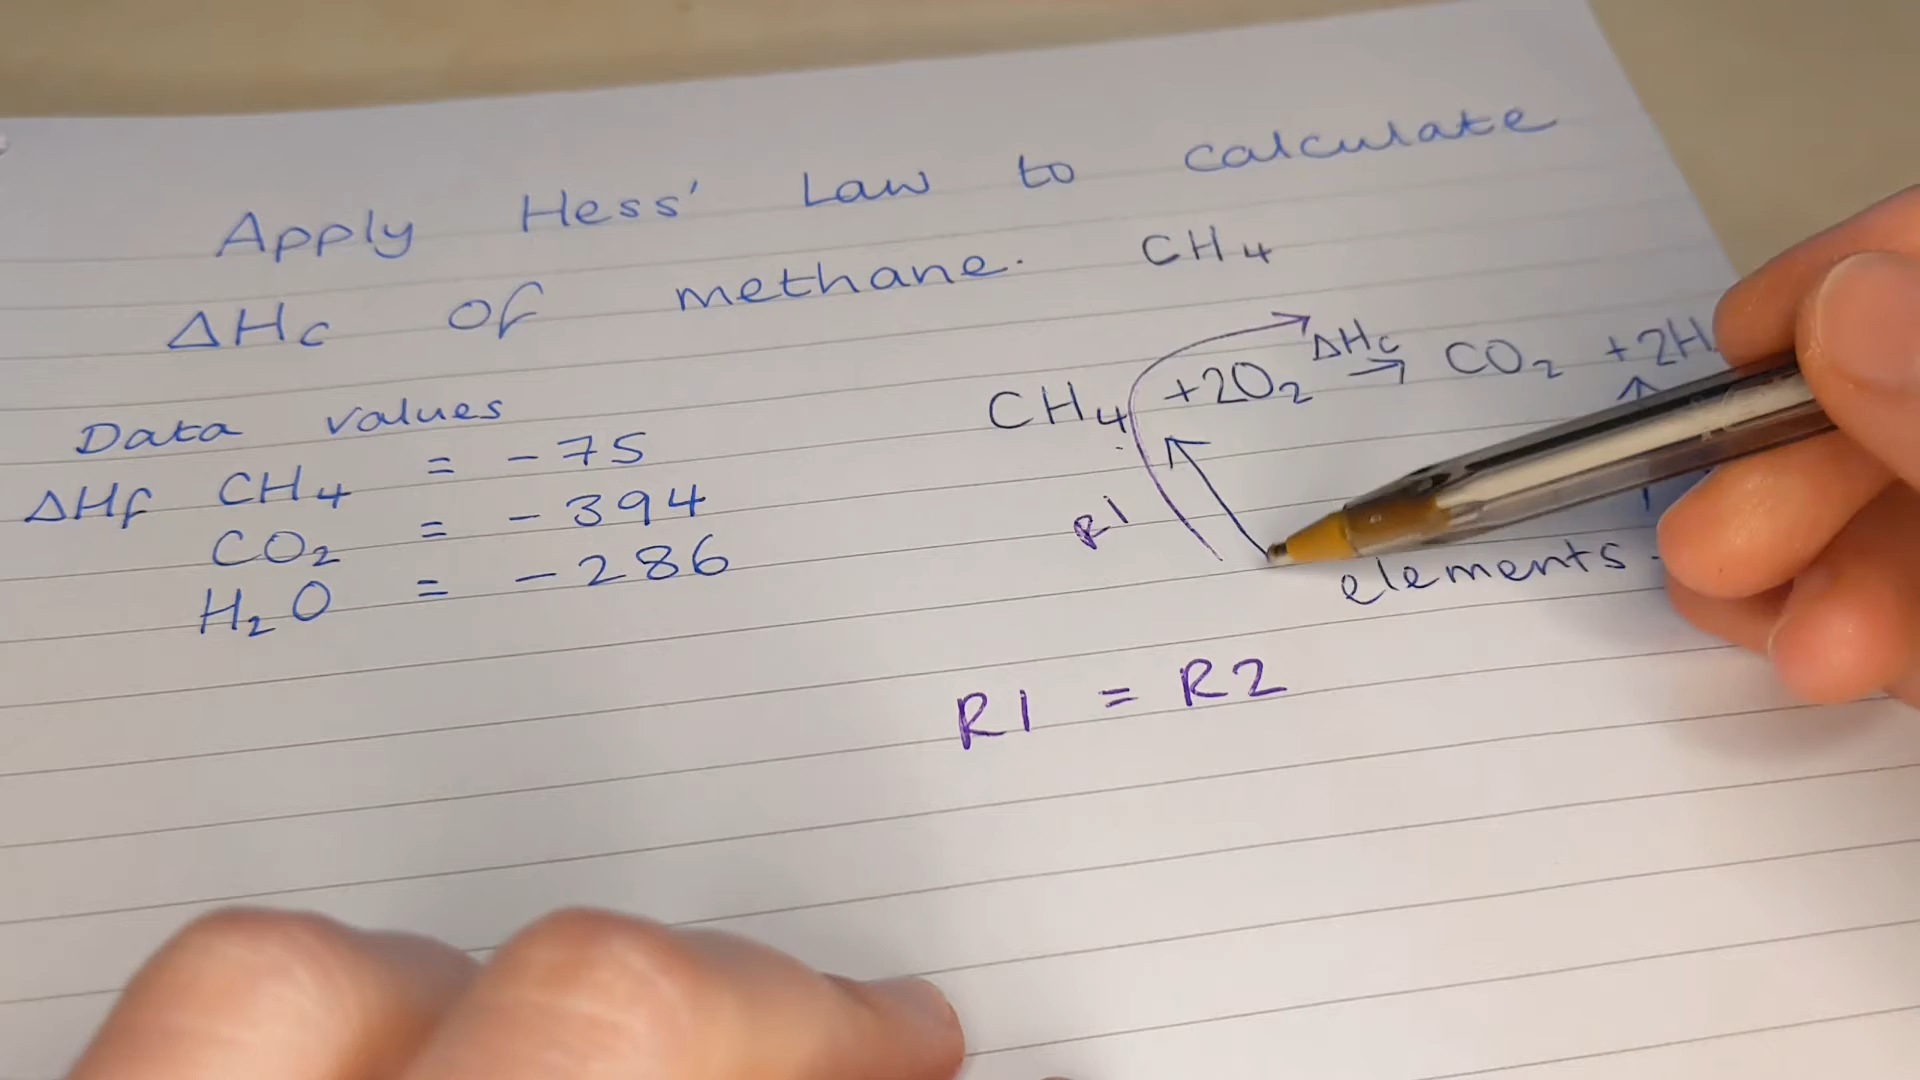 Apply Hess' Law to calculate
ΔHc of methane. CH4
Data values
ΔHf CH4 = -75
CO2 = -394
H2O = -286
CH4 +2O2 ΔHc → CO2 +2H
R1
elements
R1 = R2